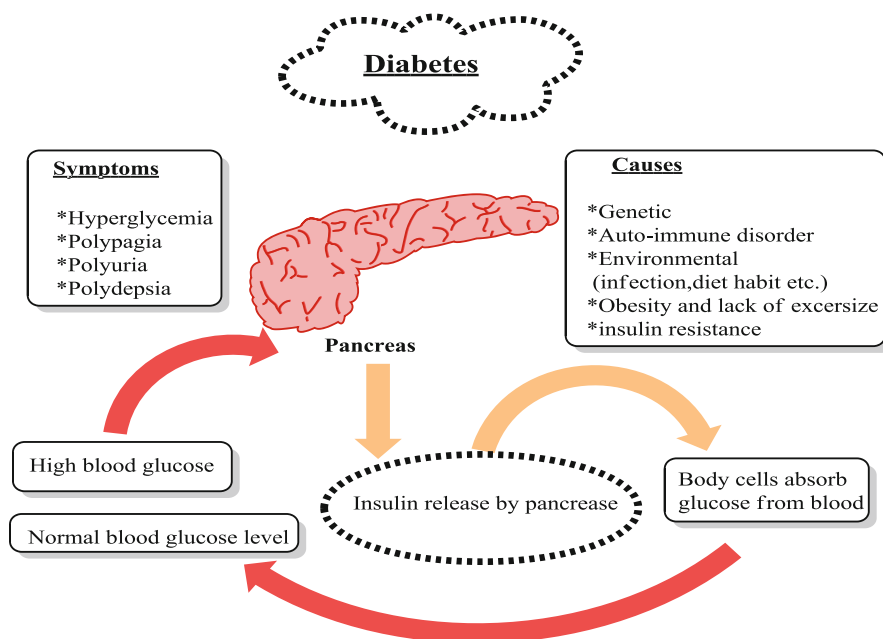 Diabetes
Symptoms
*Hyperglycemia
*Polypagia
*Polyuria
*Polydepsia
Causes
*Genetic
*Auto-immune disorder
*Environmental
(infection,diet habit etc.)
*Obesity and lack of excersize
*insulin resistance
Pancreas
High blood glucose
Normal blood glucose level
Insulin release by pancrease
Body cells absorb
glucose from blood